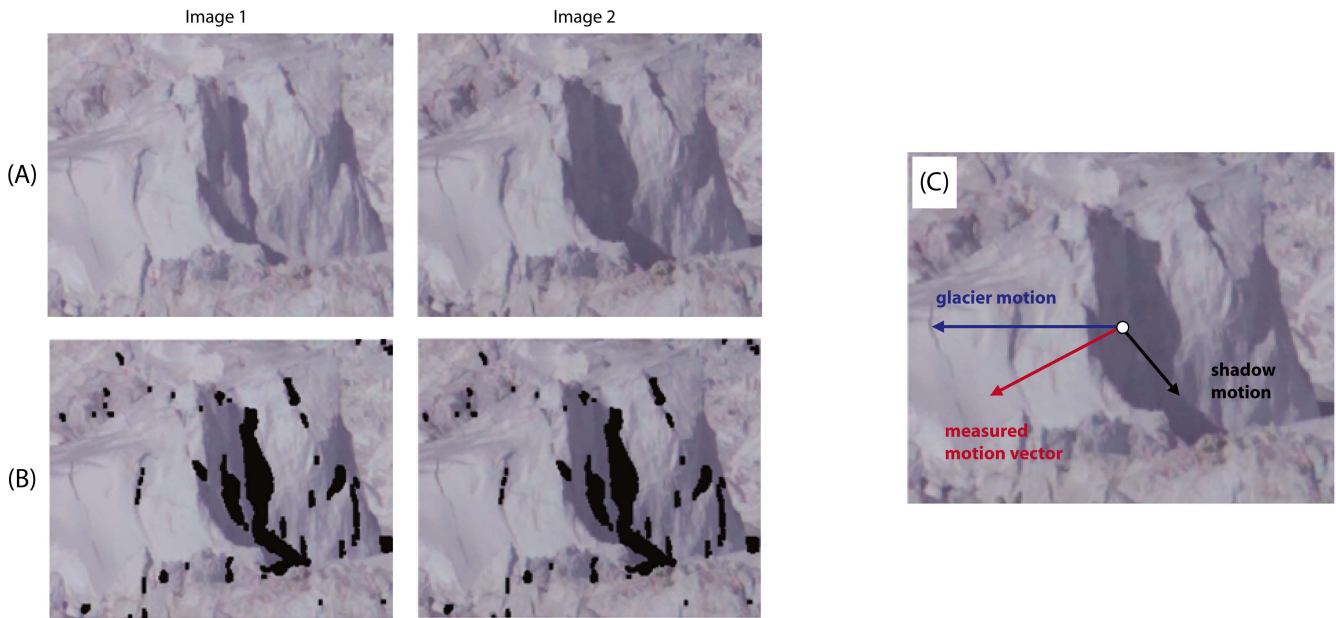 Image 1
Image 2
(A)
(B)
(C)
glacier motion
shadow
motion
measured
motion vector